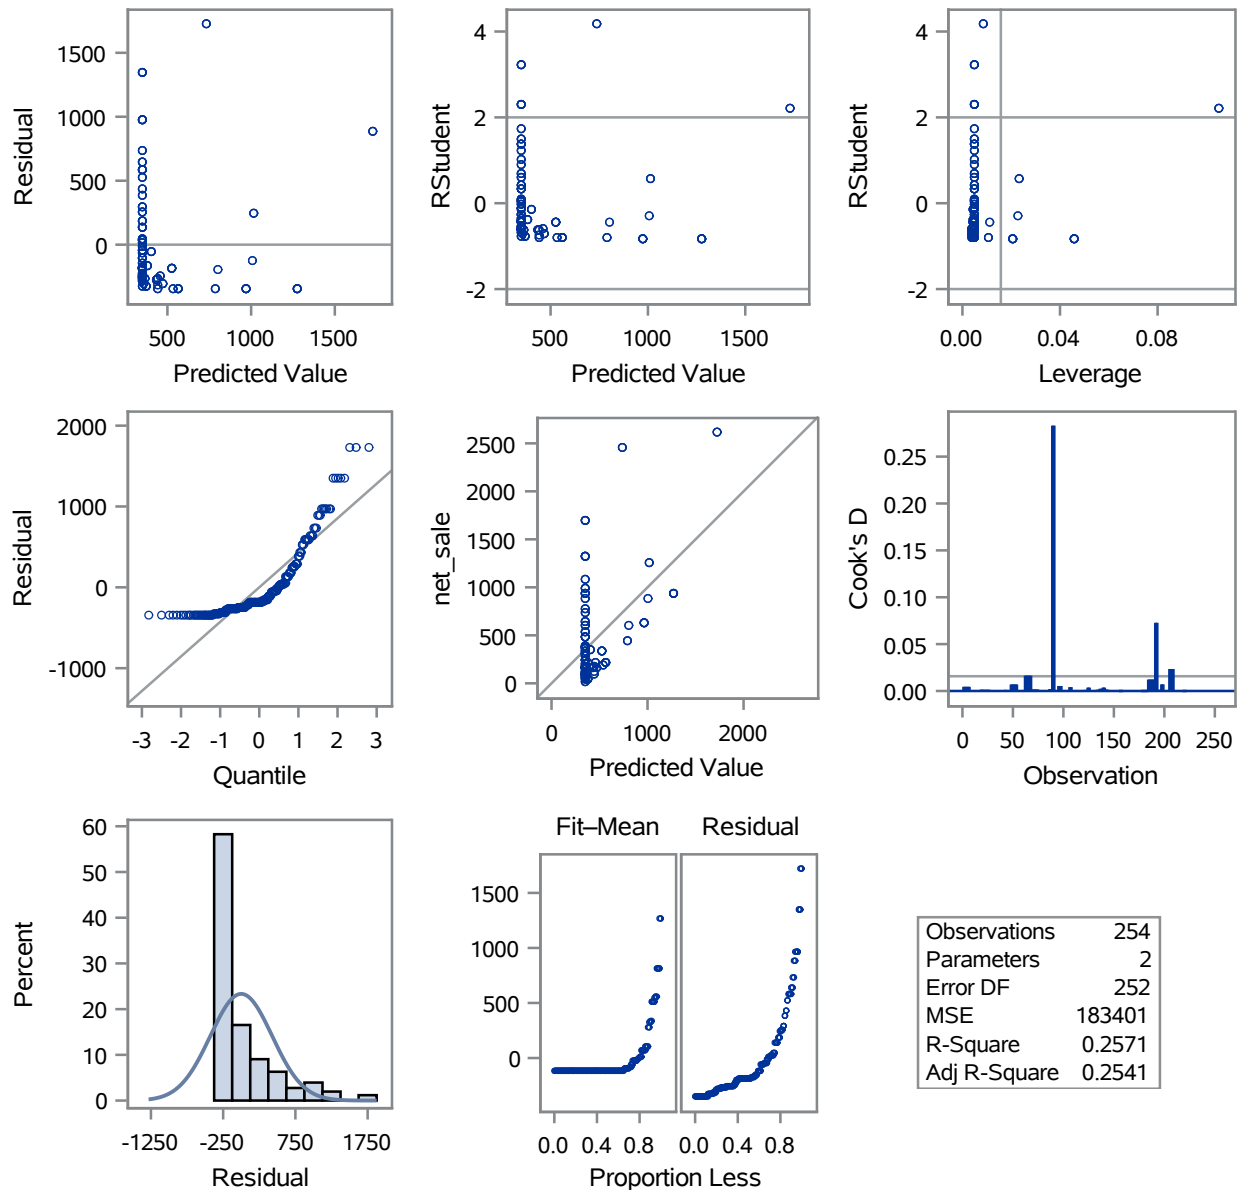 1500
1000
500
0
Residual
500 1000 1500
Predicted Value
4
2
0
-2
RStudent
500 1000 1500
Predicted Value
4
2
0
-2
RStudent
0.00 0.04 0.08
Leverage
2000
1000
0
-1000
Residual
-3 -2 -1 0 1 2 3
Quantile
2500
2000
1500
1000
500
0
net_sale
0 1000 2000
Predicted Value
0.25
0.20
0.15
0.10
0.05
0.00
Cook's D
0 50 100 150 200 250
Observation
60
50
40
30
20
10
0
Percent
-1250 -250 750 1750
Residual
Fit–Mean Residual
1500
1000
500
0
0.0 0.4 0.8 0.0 0.4 0.8
Proportion Less
Observations 254
Parameters 2
Error DF 252
MSE 183401
R-Square 0.2571
Adj R-Square 0.2541